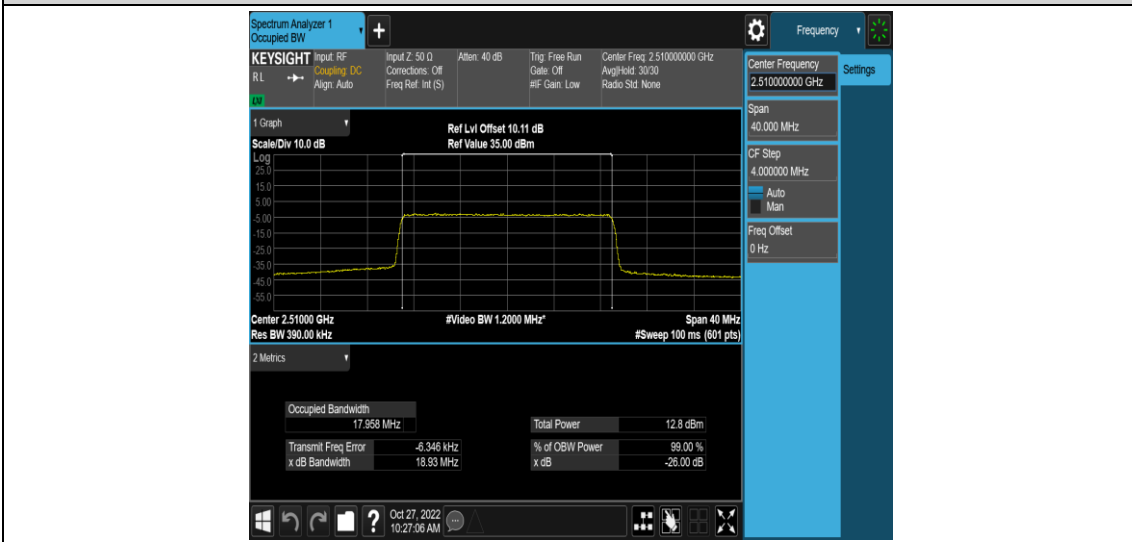 Spectrum Analyzer 1
Occupied BW
+
Frequency
KEYSIGHT
Input: RF
Input Z: 50 Ω
Atten: 40 dB
Trig: Free Run
Center Freq: 2.510000000 GHz
R L
Coupling: DC
Corrections: Off
Gate: Off
Avg|Hold: 30/30
Align: Auto
Freq Ref: Int (S)
#IF Gain: Low
Radio Std: None
LXI
Center Frequency
2.510000000 GHz
Settings
Span
40.000 MHz
CF Step
4.000000 MHz
Auto
Man
Freq Offset
0 Hz
1 Graph
Ref Lvl Offset 10.11 dB
Scale/Div 10.0 dB
Ref Value 35.00 dBm
Log
25.0
15.0
5.00
-5.00
-15.0
-25.0
-35.0
-45.0
-55.0
Center 2.51000 GHz
#Video BW 1.2000 MHz*
Span 40 MHz
Res BW 390.00 kHz
#Sweep 100 ms (601 pts)
2 Metrics
Occupied Bandwidth
17.958 MHz
Total Power 12.8 dBm
Transmit Freq Error -6.346 kHz
% of OBW Power 99.00 %
x dB Bandwidth 18.93 MHz
x dB -26.00 dB
?
Oct 27, 2022
10:27:06 AM